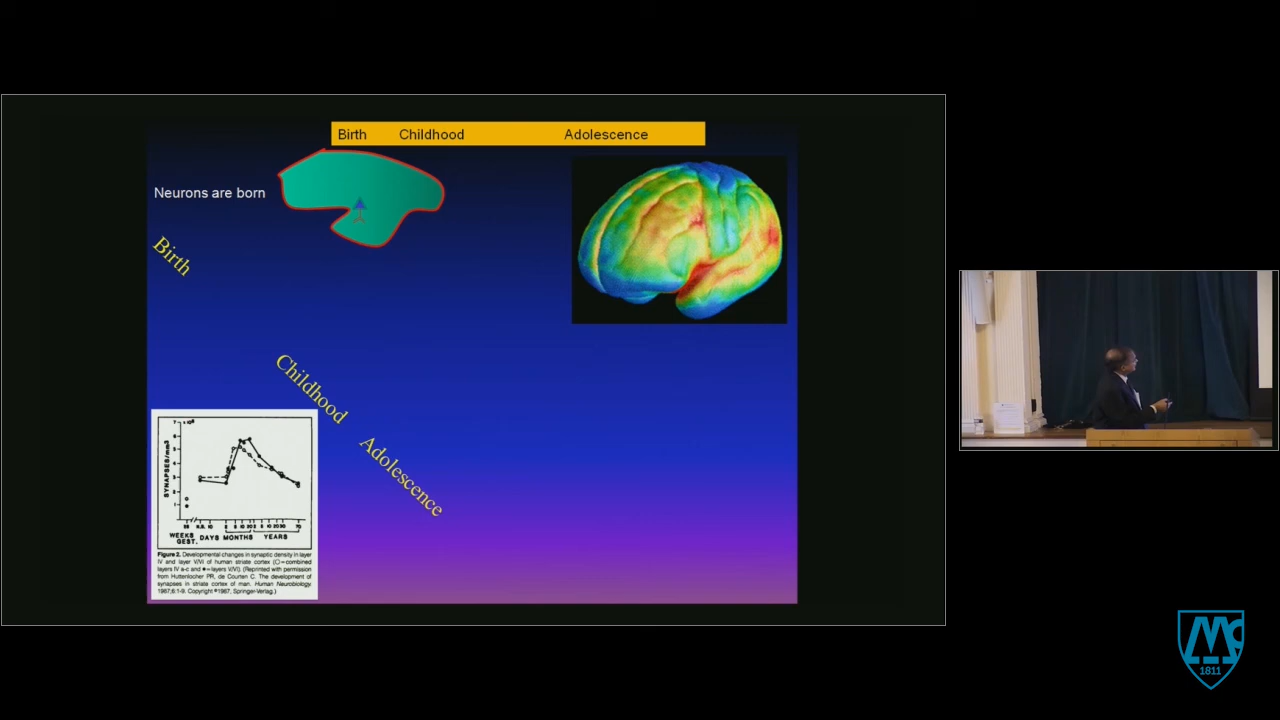 Birth Childhood Adolescence
Neurons are born
Birth
Childhood
Adolescence
SYNAPSES/mm³
WEEKS GEST. DAYS MONTHS YEARS
Figure 2. Developmental changes in synaptic density in layer
IV and layer V/VI of human striate cortex (○=combined
layers IV a-c and ●=layers V/VI). (Reprinted with permission
from Huttenlocher PR, de Courten C. The development of
synapses in striate cortex of man. Human Neurobiology.
1987;6:1-9. Copyright ©1987, Springer-Verlag.)
1811